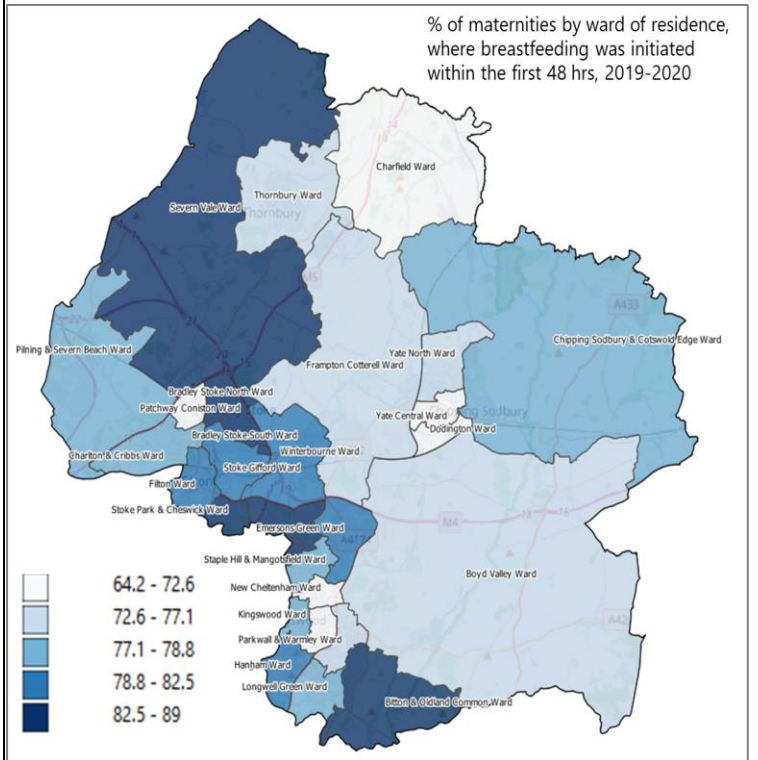 % of maternities by ward of residence,
where breastfeeding was initiated
within the first 48 hrs, 2019-2020
Charfield Ward
Thornbury Ward
Severn Vale Ward
Thornbury
M5
A433
Pilning & Severn Beach Ward
Chipping Sodbury & Cotswold Edge Ward
Yate North Ward
Frampton Cotterell Ward
Bradley Stoke North Ward
Patchway Coniston Ward
Yate Central Ward
Dodington Ward
Bradley Stoke South Ward
Winterbourne Ward
Charlton & Cribbs Ward
Stoke Gifford Ward
Filton Ward
Stoke Park & Cheswick Ward
Emersons Green Ward
M4
Staple Hill & Mangotsfield Ward
Boyd Valley Ward
New Cheltenham Ward
Kingswood Ward
Parkwall & Warmley Ward
Hanham Ward
Longwell Green Ward
Bitton & Oldland Common Ward
64.2 - 72.6
72.6 - 77.1
77.1 - 78.8
78.8 - 82.5
82.5 - 89